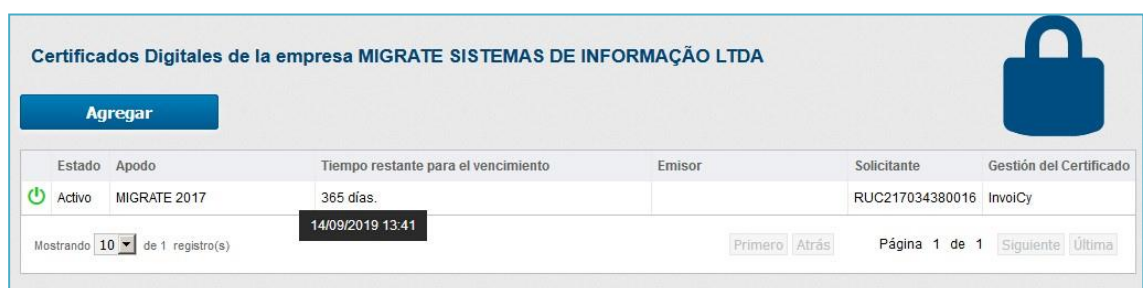 Certificados Digitales de la empresa MIGRATE SISTEMAS DE INFORMAÇÃO LTDA
Agregar
Estado Apodo Tiempo restante para el vencimiento Emisor Solicitante Gestión del Certificado
Activo MIGRATE 2017 365 días. RUC217034380016 InvoiCy
14/09/2019 13:41
Mostrando 10 de 1 registro(s) Primero Atrás Página 1 de 1 Siguiente Última